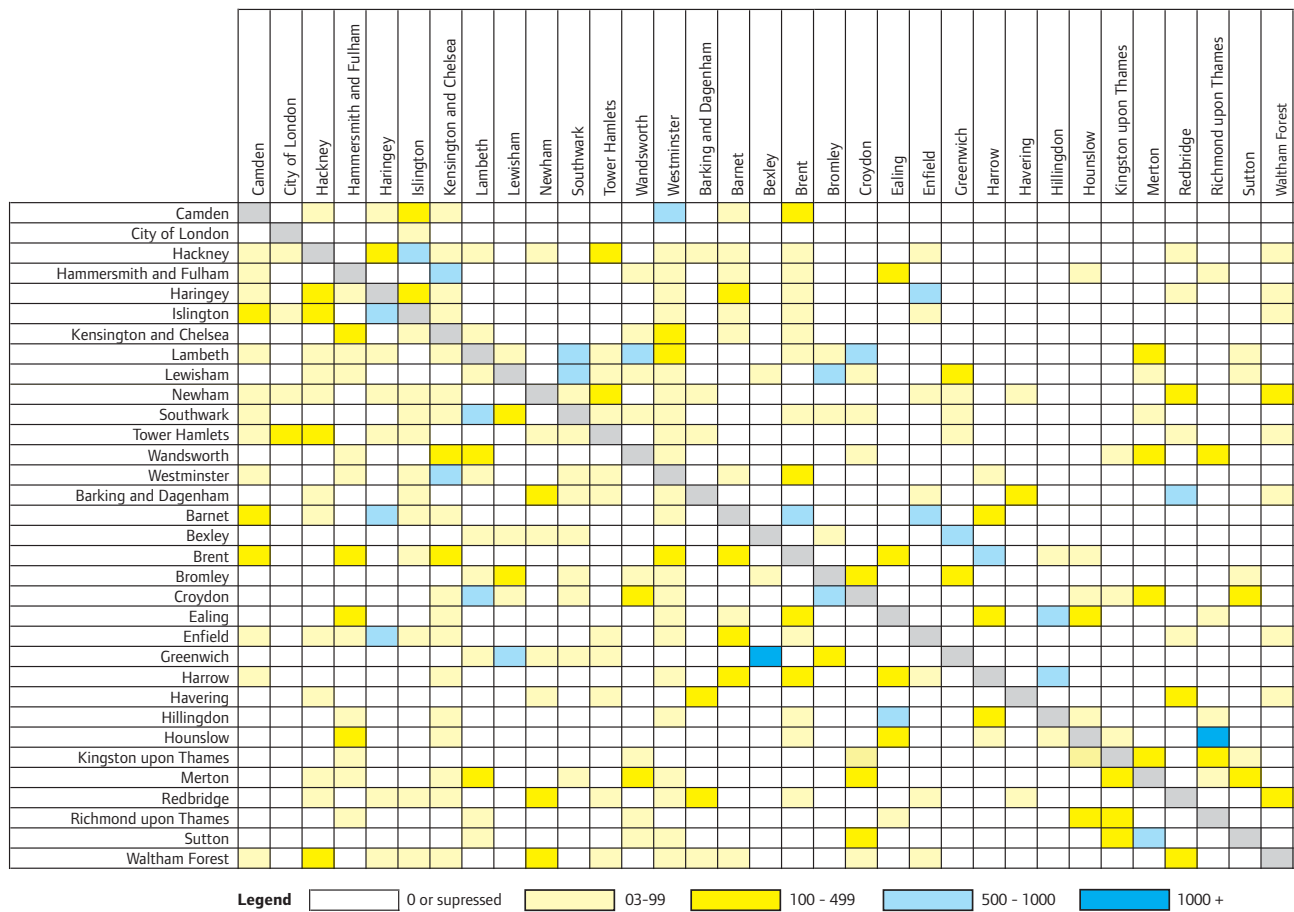 Camden
City of London
Hackney
Hammersmith and Fulham
Haringey
Islington
Kensington and Chelsea
Lambeth
Lewisham
Newham
Southwark
Tower Hamlets
Wandsworth
Westminster
Barking and Dagenham
Barnet
Bexley
Brent
Bromley
Croydon
Ealing
Enfield
Greenwich
Harrow
Havering
Hillingdon
Hounslow
Kingston upon Thames
Merton
Redbridge
Richmond upon Thames
Sutton
Waltham Forest
Camden
City of London
Hackney
Hammersmith and Fulham
Haringey
Islington
Kensington and Chelsea
Lambeth
Lewisham
Newham
Southwark
Tower Hamlets
Wandsworth
Westminster
Barking and Dagenham
Barnet
Bexley
Brent
Bromley
Croydon
Ealing
Enfield
Greenwich
Harrow
Havering
Hillingdon
Hounslow
Kingston upon Thames
Merton
Redbridge
Richmond upon Thames
Sutton
Waltham Forest
Legend 0 or supressed 03-99 100 - 499 500 - 1000 1000 +